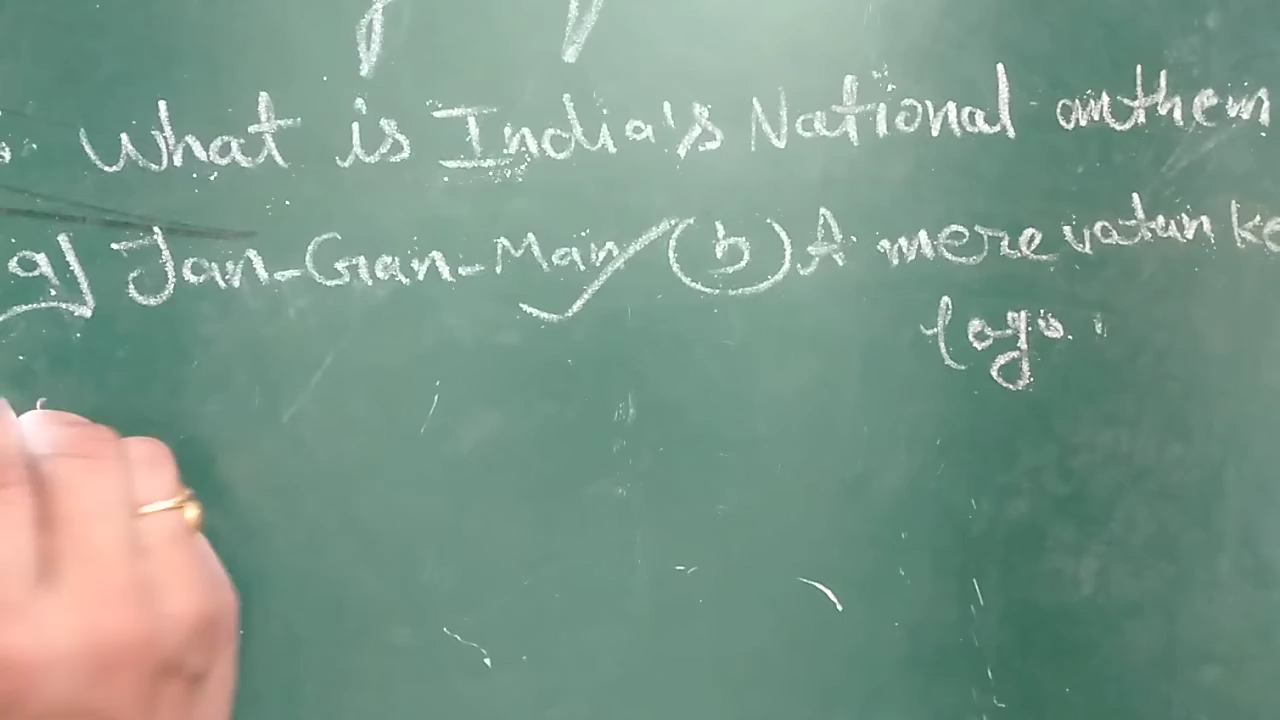 What is India's National anthem
a) Jan-Gan-Man ✓ (b) A mere vatan ke
logo.